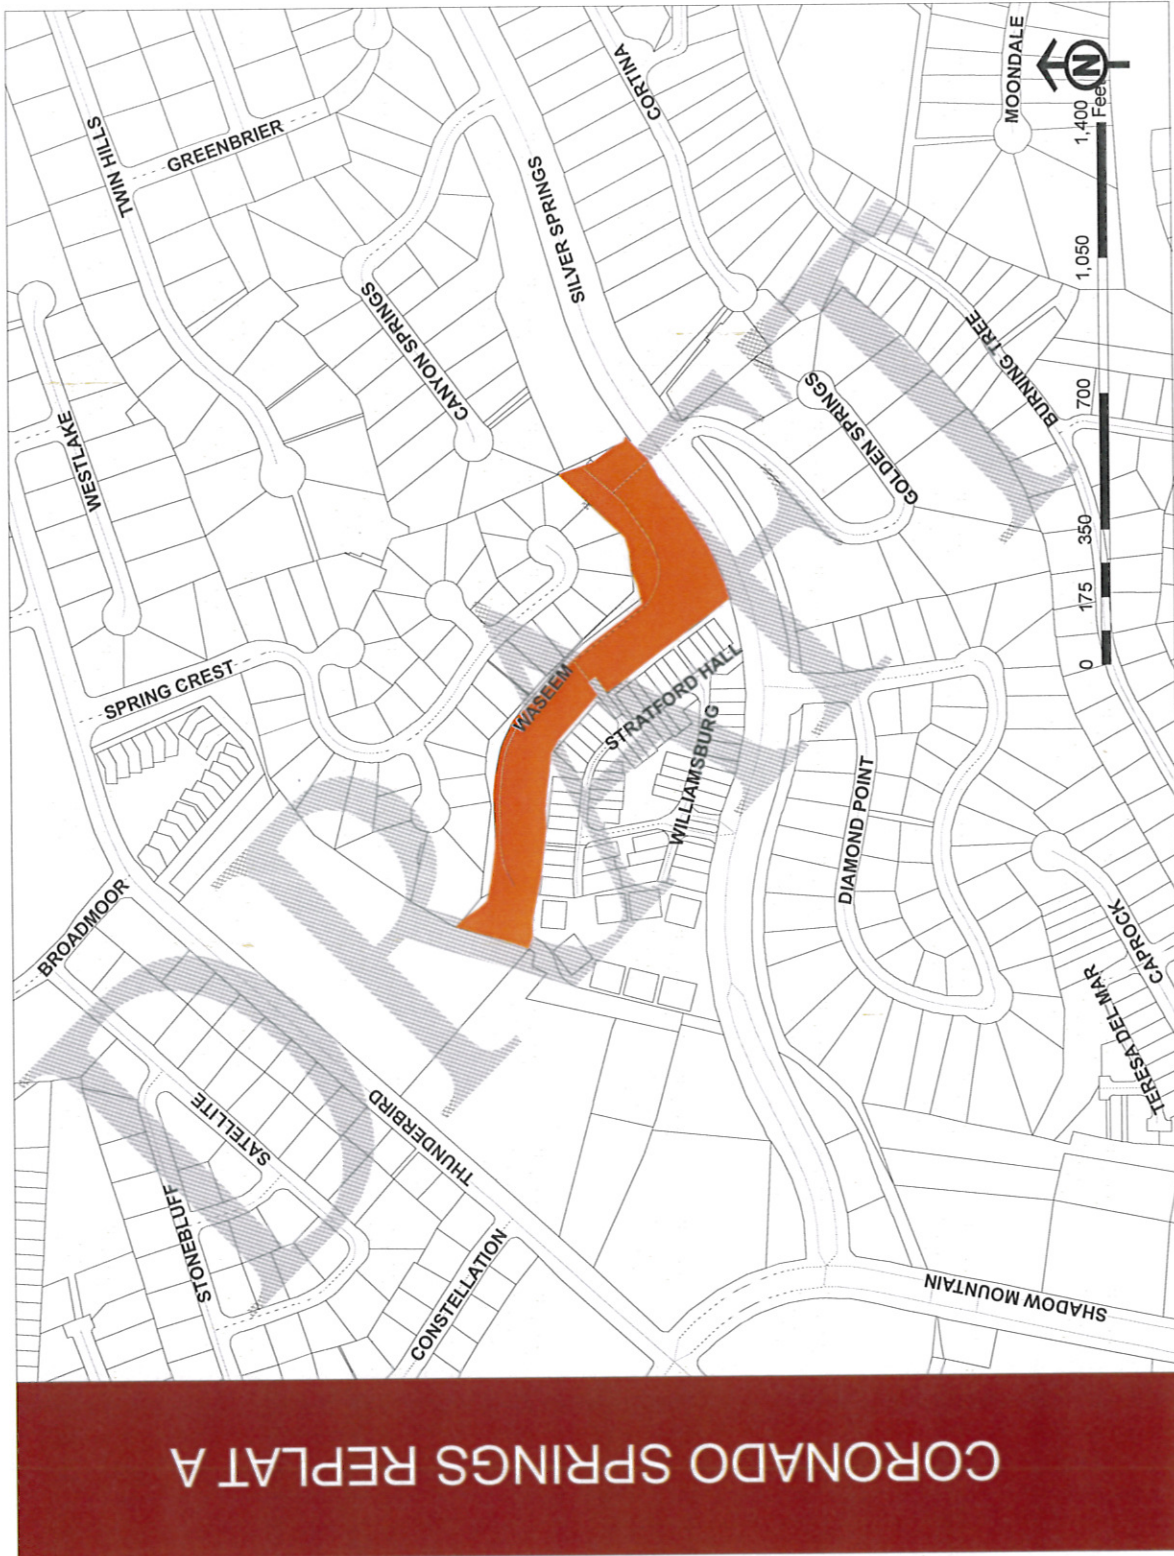 CORONADO SPRINGS REPLAT A
WESTLAKE
TWIN HILLS
GREENBRIER
CANYON SPRINGS
SILVER SPRINGS
CORTINA
MOONDALE
SPRING CREST
BROADMOOR
SATELLITE
STONEBLUFF
THUNDERBIRD
CONSTELLATION
WASEEM
STRATFORD HALL
WILLIAMSBURG
GOLDEN SPRINGS
BURNING TREE
DIAMOND POINT
CAPROCK
TERESA DEL MAR
SHADOW MOUNTAIN
DRAFT
N
0 175 350 700 1,050 1,400
Feet